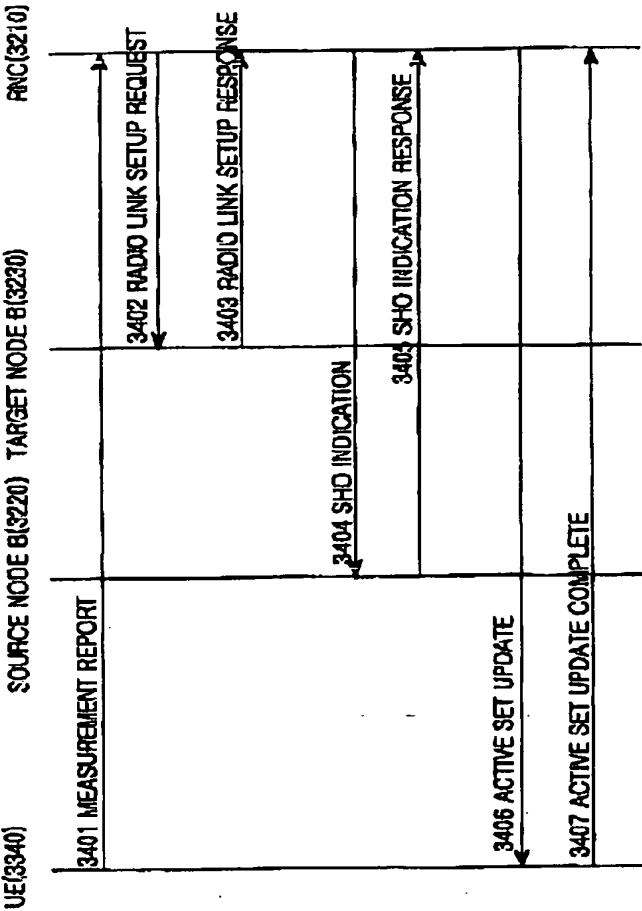 UE(3340)
SOURCE NODE B(3220)
TARGET NODE B(3230)
RNC(3210)
3401 MEASUREMENT REPORT
3402 RADIO LINK SETUP REQUEST
3403 RADIO LINK SETUP RESPONSE
3404 SHO INDICATION
3405 SHO INDICATION RESPONSE
3406 ACTIVE SET UPDATE
3407 ACTIVE SET UPDATE COMPLETE